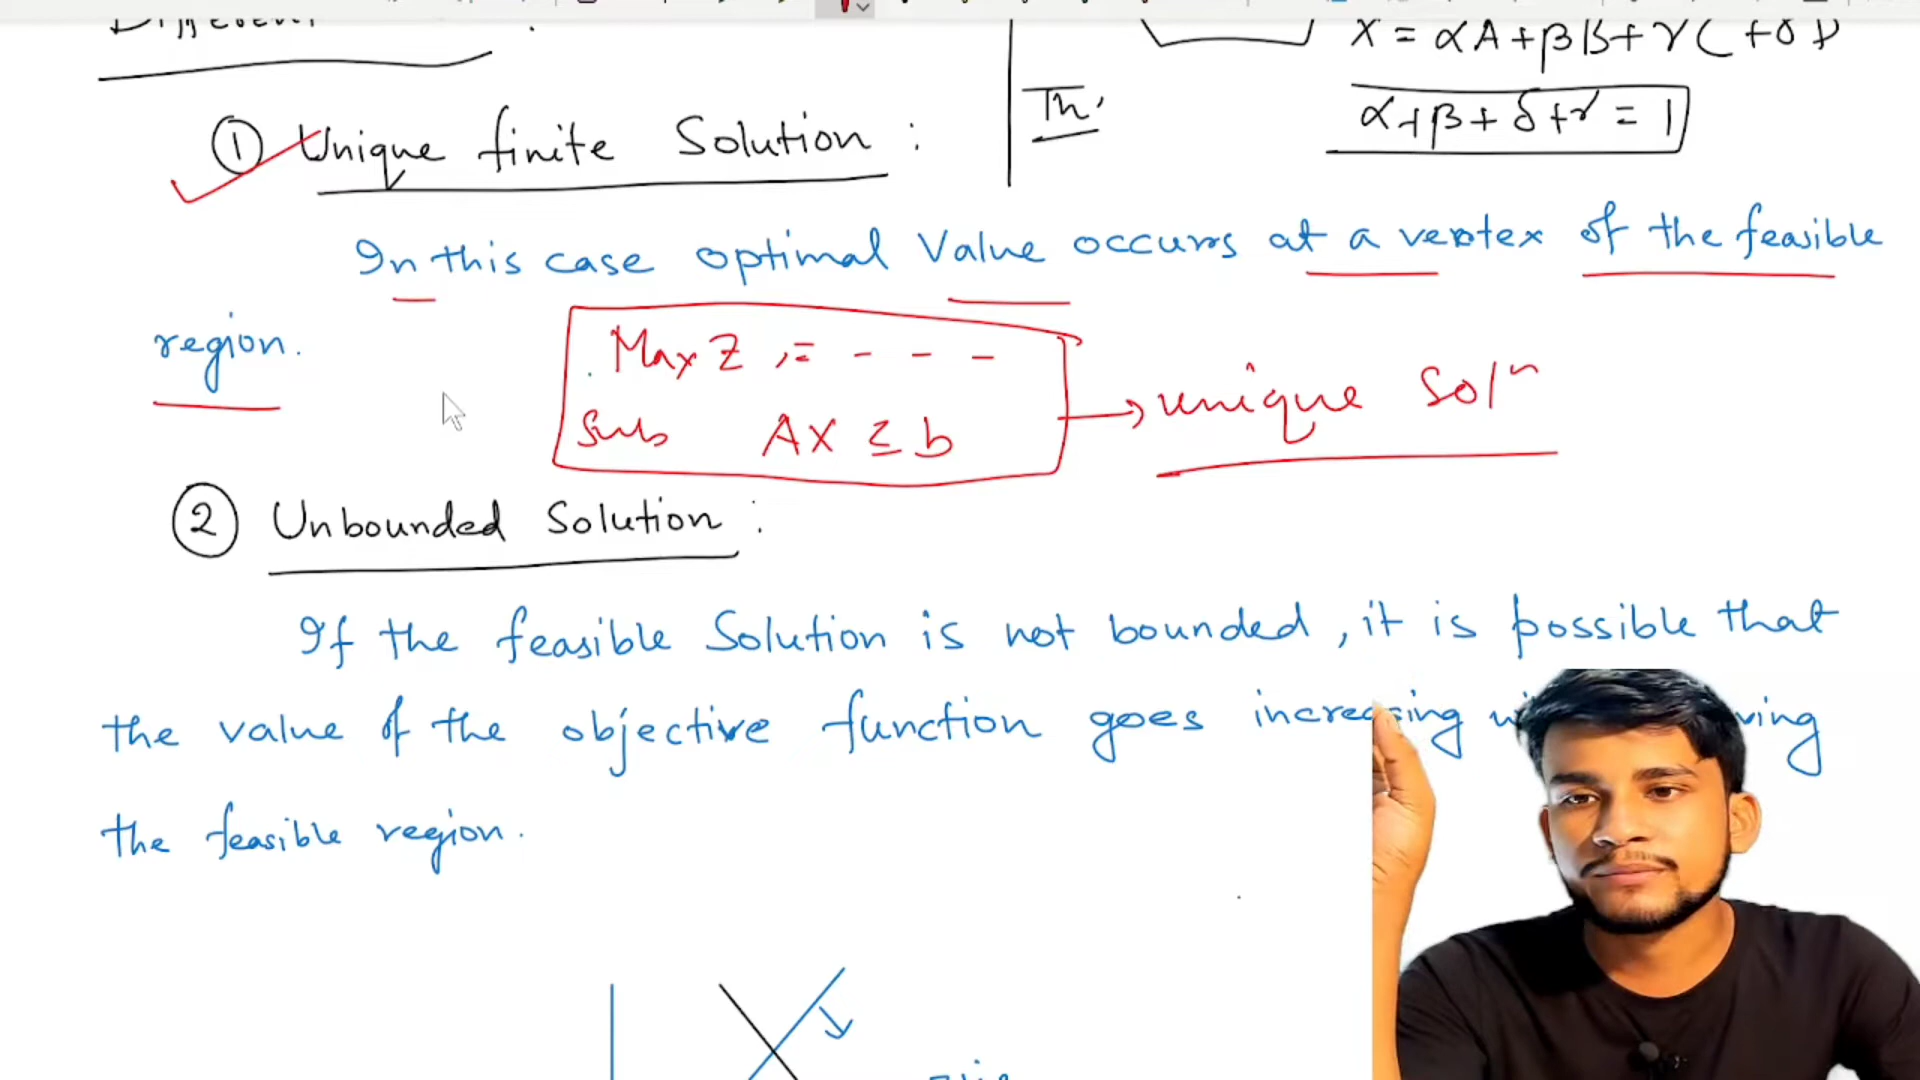 Different :
X = αA+βB+γC+δD
α+β+δ+γ = 1
Th.
① Unique finite Solution :
In this case optimal Value occurs at a vertex of the feasible
region.
Max Z = - - -
Sub AX ≤ b
→ unique Solⁿ
② Unbounded Solution :
If the feasible Solution is not bounded, it is possible that
the value of the objective function goes increasing
the feasible region.